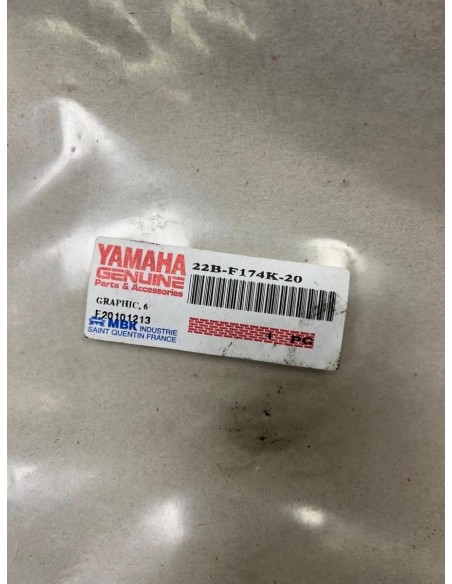 YAMAHA
GENUINE
Parts & Accessories
22B-F174K-20
GRAPHIC, 6
F20101213
MBK INDUSTRIE
SAINT QUENTIN FRANCE
1 PC